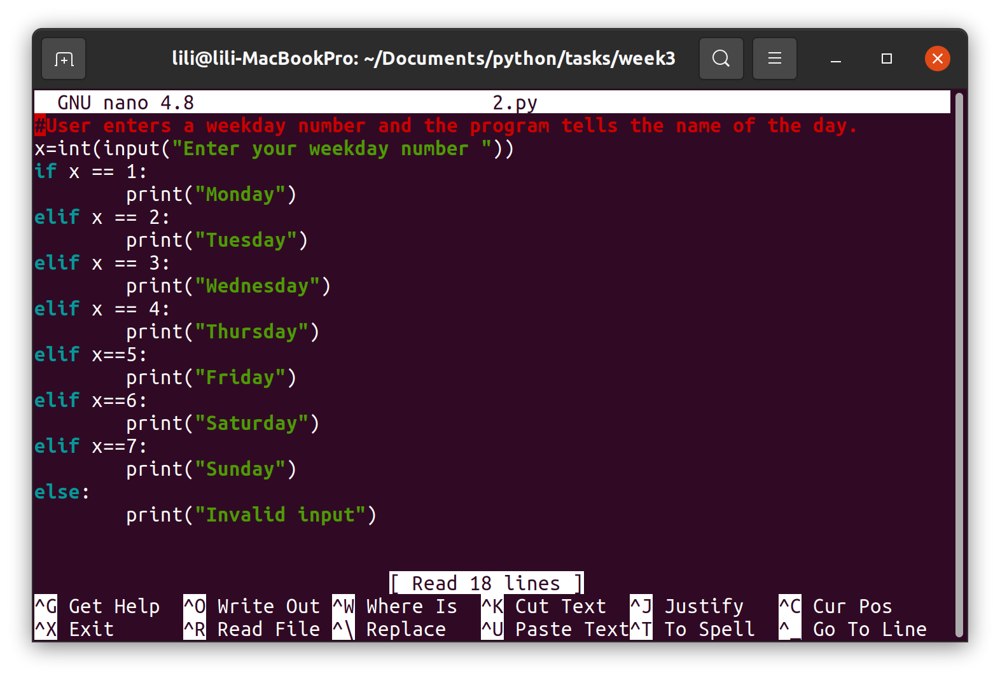 lili@lili-MacBookPro: ~/Documents/python/tasks/week3
GNU nano 4.8 2.py
#User enters a weekday number and the program tells the name of the day.
x=int(input("Enter your weekday number "))
if x == 1:
        print("Monday")
elif x == 2:
        print("Tuesday")
elif x == 3:
        print("Wednesday")
elif x == 4:
        print("Thursday")
elif x==5:
        print("Friday")
elif x==6:
        print("Saturday")
elif x==7:
        print("Sunday")
else:
        print("Invalid input")
[ Read 18 lines ]
^G Get Help ^O Write Out ^W Where Is ^K Cut Text ^J Justify ^C Cur Pos
^X Exit ^R Read File ^\ Replace ^U Paste Text ^T To Spell ^_ Go To Line